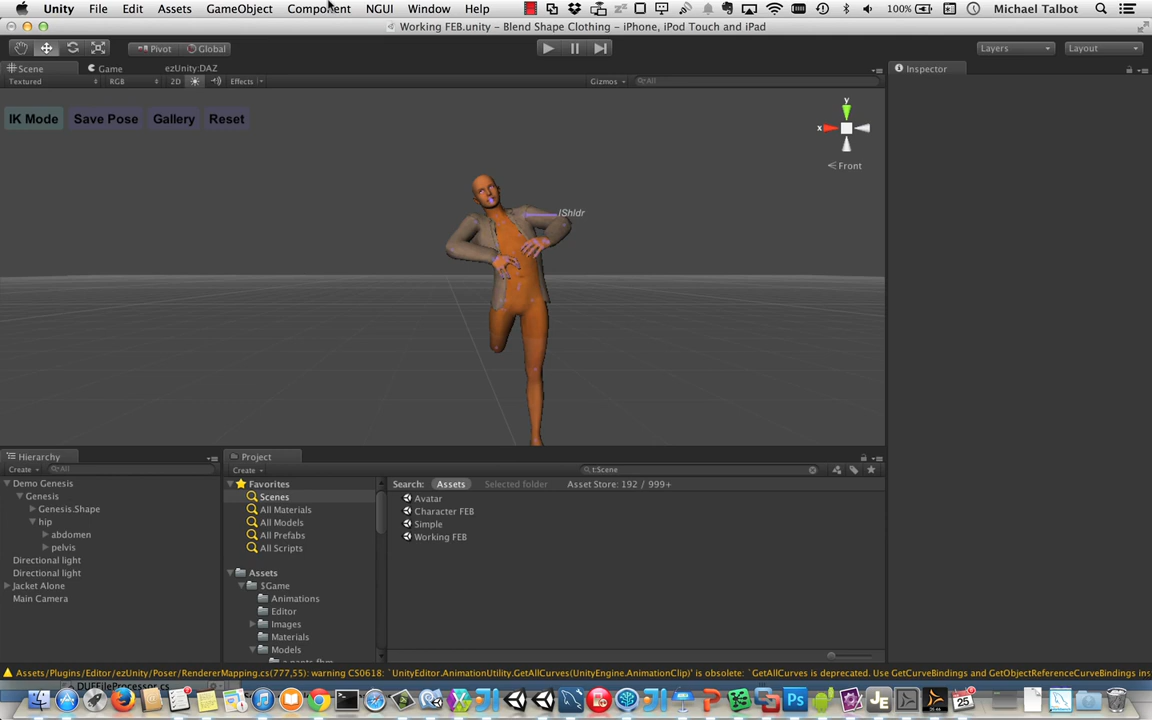 Unity File Edit Assets GameObject Component NGUI Window Help 100% Michael Talbot
Working FEB.unity – Blend Shape Clothing – iPhone, iPod Touch and iPad
Pivot Global Layers Layout
Scene Game ezUnity:DAZ Inspector
Textured RGB 2D Effects Gizmos All
IK Mode Save Pose Gallery Reset
y
x
Front
lShldr
Hierarchy Project
Create All Create t:Scene
Demo Genesis Favorites Search: Assets Selected folder Asset Store: 192 / 999+
Genesis Scenes Avatar
Genesis.Shape All Materials Character FEB
hip All Models Simple
abdomen All Prefabs Working FEB
pelvis All Scripts
Directional light
Directional light Assets
Jacket Alone $Game
Main Camera Animations
Editor
Images
Materials
Models
Assets/Plugins/Editor/ezUnity/Poser/RendererMapping.cs(777,55): warning CS0618: `UnityEditor.AnimationUtility.GetAllCurves(UnityEngine.AnimationClip)' is obsolete: `GetAllCurves is deprecated. Use GetCurveBindings and GetObjectReferenceCurveBindings ins
DUFFileProcessor.cs
25